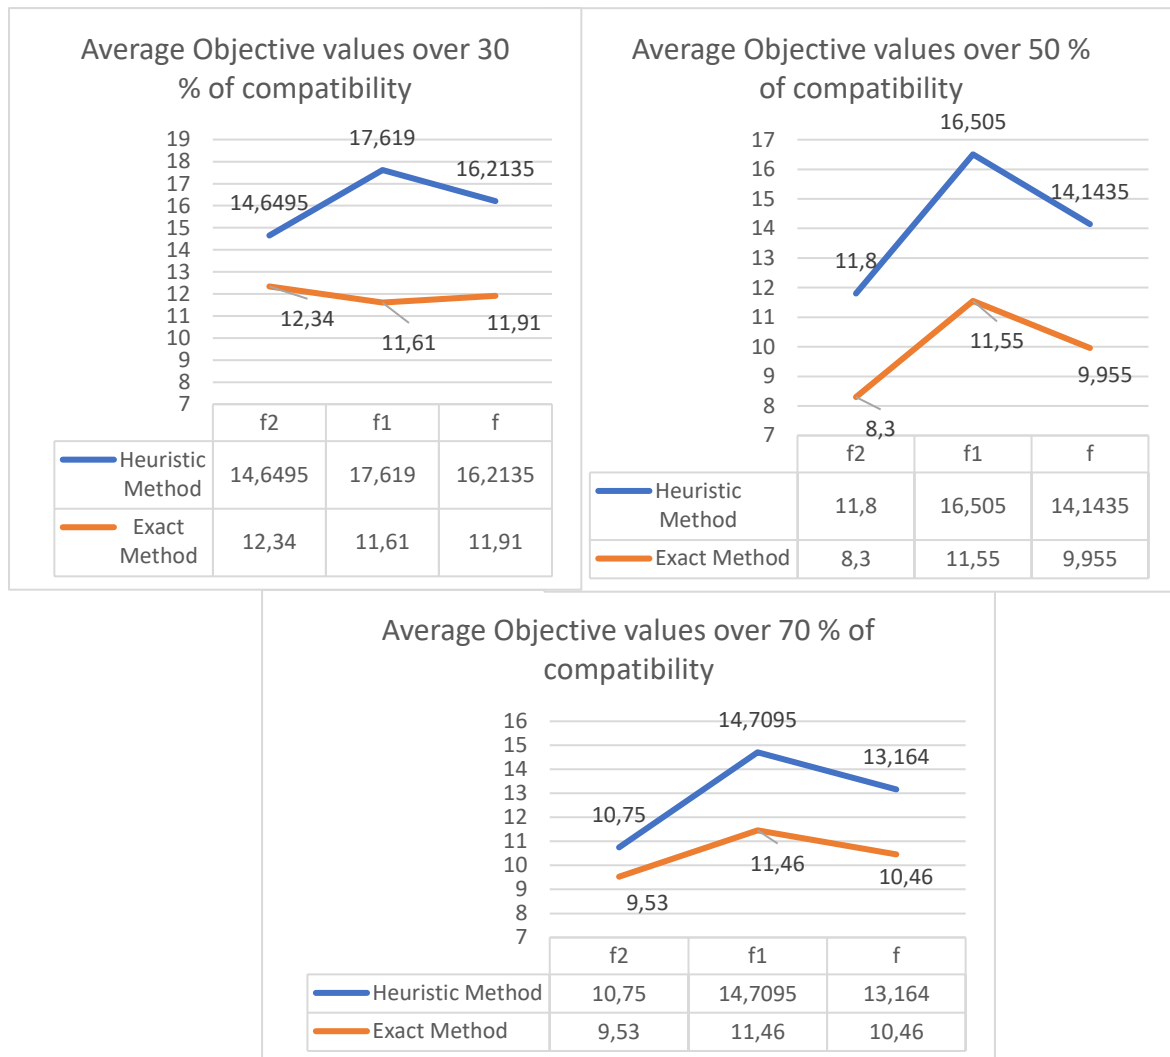 Average Objective values over 30
% of compatibility
19
18
17
16
15
14
13
12
11
10
9
8
7
14,6495
17,619
16,2135
12,34
11,61
11,91
f2
f1
f
Heuristic
Method
14,6495
17,619
16,2135
Exact
Method
12,34
11,61
11,91
Average Objective values over 50 %
of compatibility
17
16
15
14
13
12
11
10
9
8
7
11,8
16,505
14,1435
8,3
11,55
9,955
f2
f1
f
Heuristic
Method
11,8
16,505
14,1435
Exact Method
8,3
11,55
9,955
Average Objective values over 70 % of
compatibility
16
15
14
13
12
11
10
9
8
7
10,75
14,7095
13,164
9,53
11,46
10,46
f2
f1
f
Heuristic Method
10,75
14,7095
13,164
Exact Method
9,53
11,46
10,46